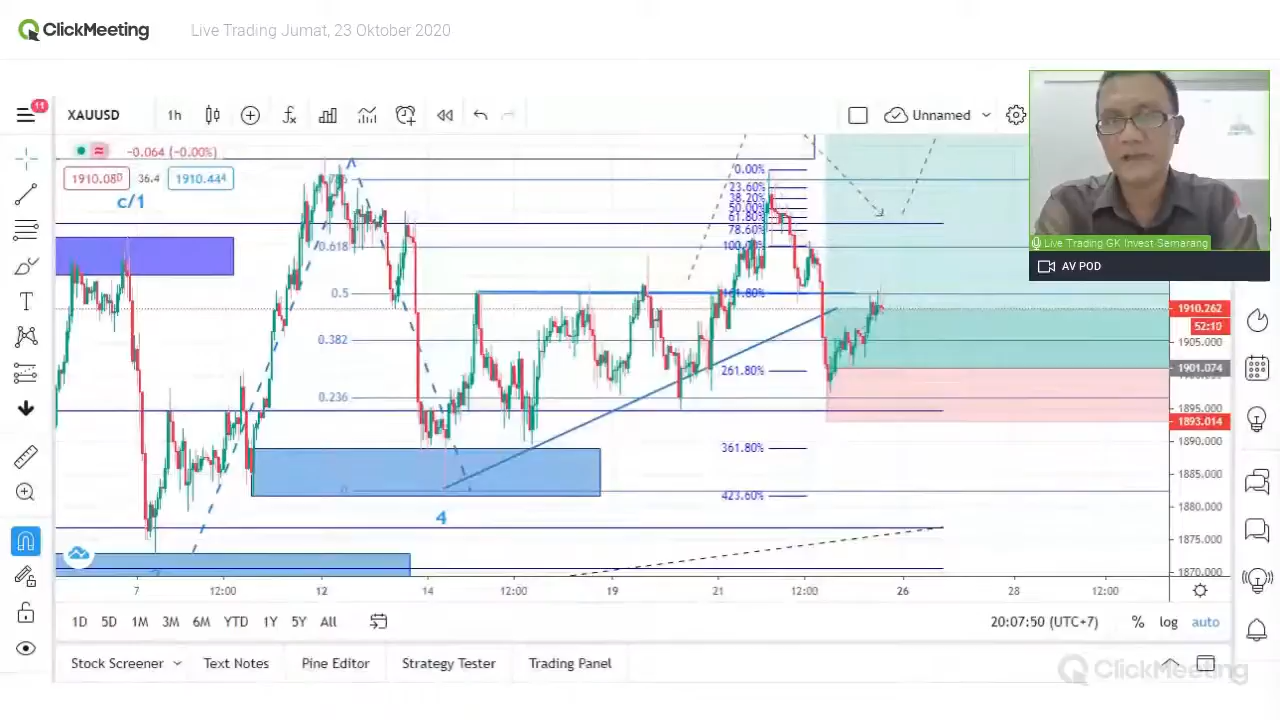 ClickMeeting
Live Trading Jumat, 23 Oktober 2020
11
XAUUSD
1h
Unnamed
-0.064 (-0.00%)
1910.080
36.4
1910.444
c/1
0.00%
23.60%
38.20%
50.00%
61.80%
78.60%
0.618
Live Trading GK Invest Semarang
AV POD
0.5
161.80%
1910.262
52:10
0.382
1905.000
261.80%
1901.074
0.236
1895.000
1893.014
361.80%
1890.000
1885.000
0
423.60%
4
1880.000
1875.000
1870.000
7
12:00
12
14
12:00
19
21
12:00
26
28
12:00
1D
5D
1M
3M
6M
YTD
1Y
5Y
All
20:07:50 (UTC+7)
%
log
auto
Stock Screener
Text Notes
Pine Editor
Strategy Tester
Trading Panel
ClickMeeting